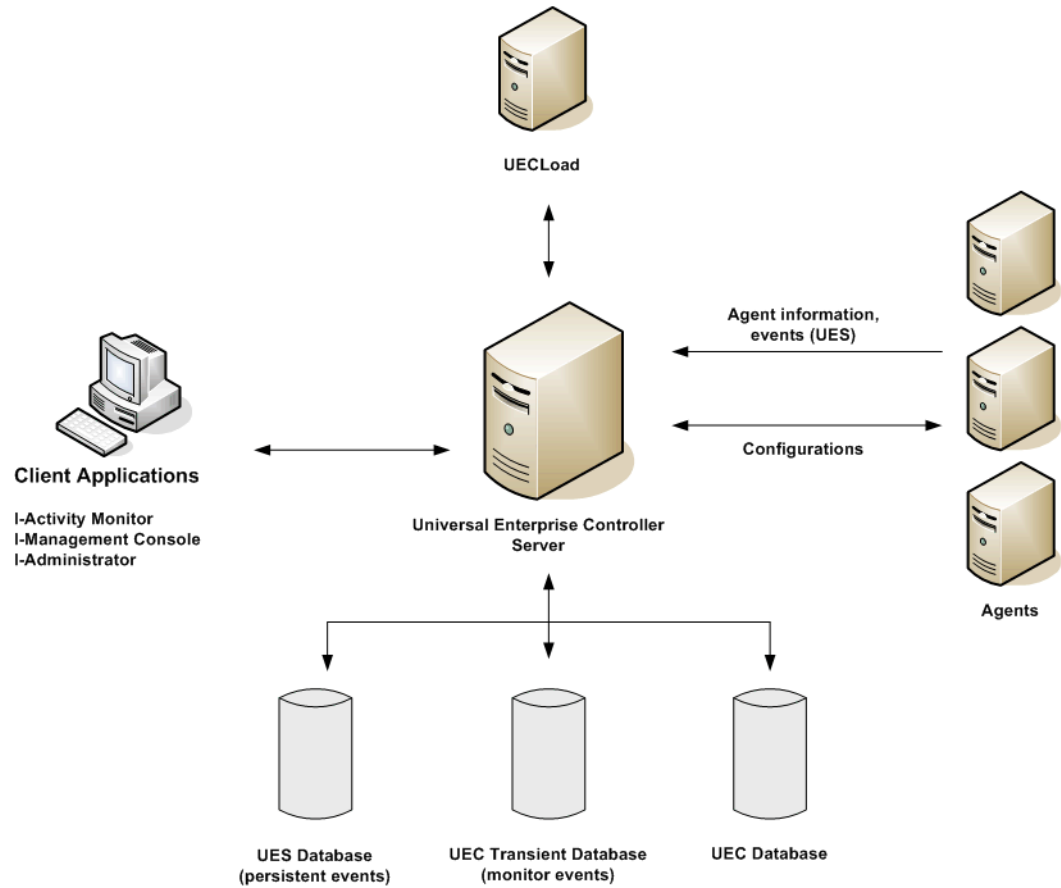 UECLoad
Agent information,
events (UES)
Configurations
Client Applications
I-Activity Monitor
I-Management Console
I-Administrator
Universal Enterprise Controller
Server
Agents
UES Database
(persistent events)
UEC Transient Database
(monitor events)
UEC Database